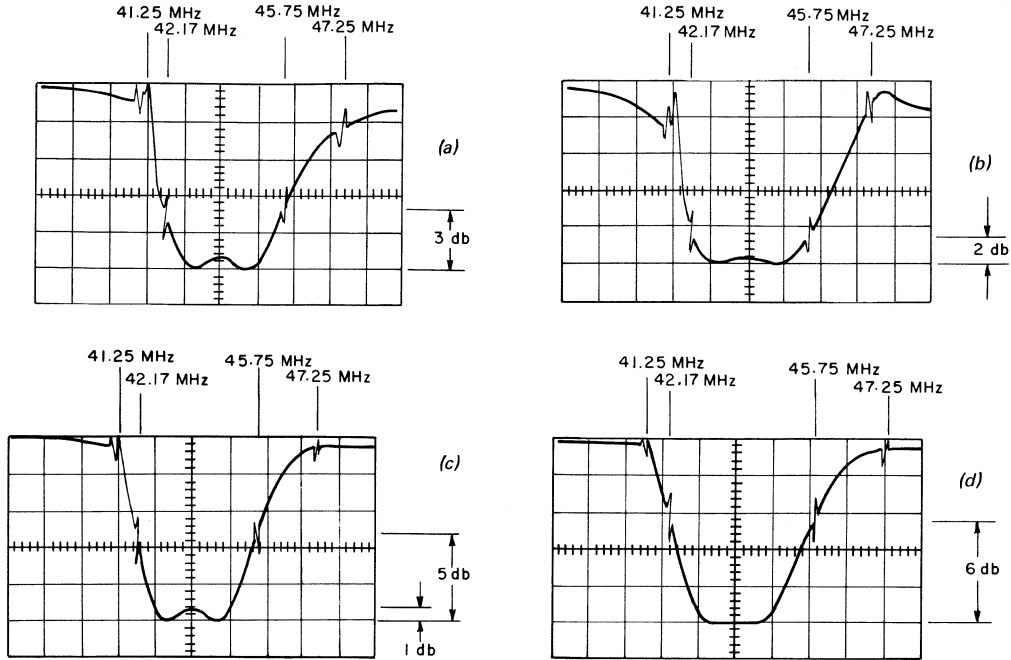 41.25 MHz
42.17 MHz
45.75 MHz
47.25 MHz
(a)
3 db
41.25 MHz
42.17 MHz
45.75 MHz
47.25 MHz
(b)
2 db
41.25 MHz
42.17 MHz
45.75 MHz
47.25 MHz
(c)
5 db
1 db
41.25 MHz
42.17 MHz
45.75 MHz
47.25 MHz
(d)
6 db